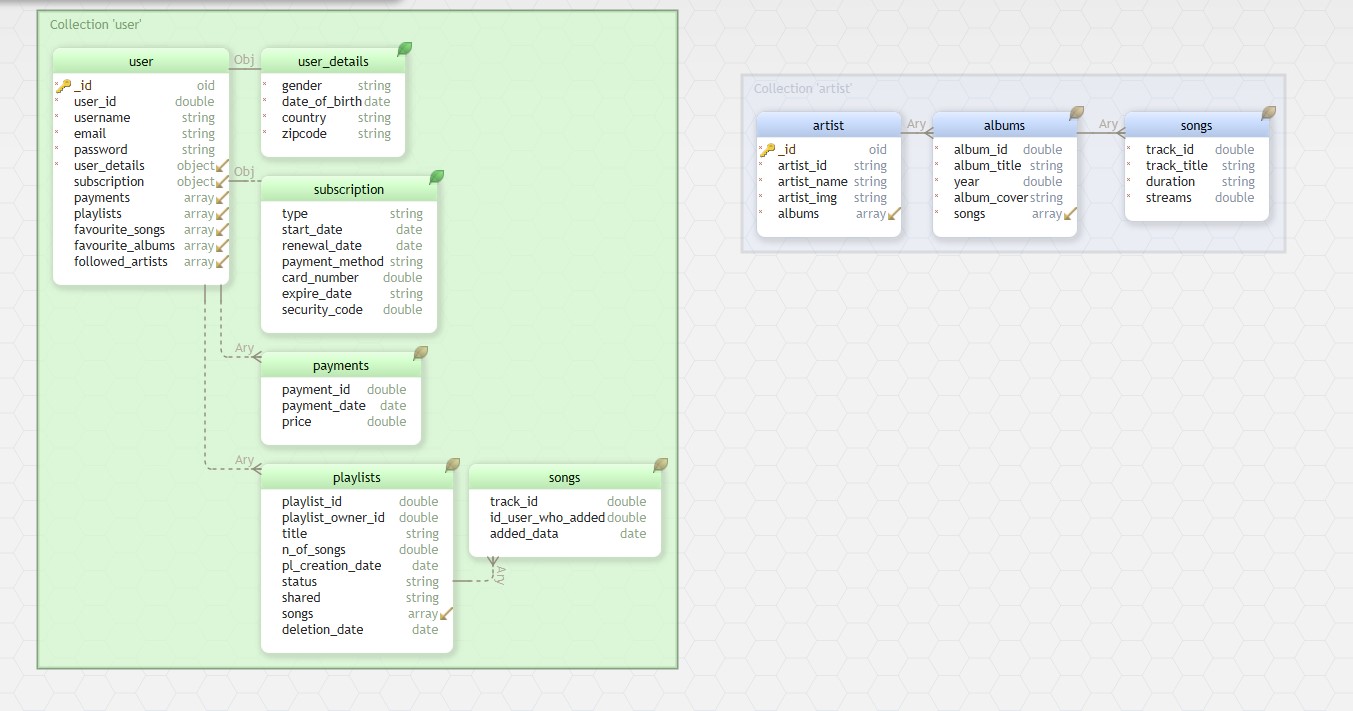 Collection 'user'
user
_id oid
user_id double
username string
email string
password string
user_details object
subscription object
payments array
playlists array
favourite_songs array
favourite_albums array
followed_artists array
Obj
user_details
gender string
date_of_birth date
country string
zipcode string
Obj
subscription
type string
start_date date
renewal_date date
payment_method string
card_number double
expire_date string
security_code double
Ary
payments
payment_id double
payment_date date
price double
Ary
playlists
playlist_id double
playlist_owner_id double
title string
n_of_songs double
pl_creation_date date
status string
shared string
songs array
deletion_date date
songs
track_id double
id_user_who_added double
added_data date
Ary
Collection 'artist'
artist
_id oid
artist_id string
artist_name string
artist_img string
albums array
Ary
albums
album_id double
album_title string
year double
album_cover string
songs array
Ary
songs
track_id double
track_title string
duration string
streams double